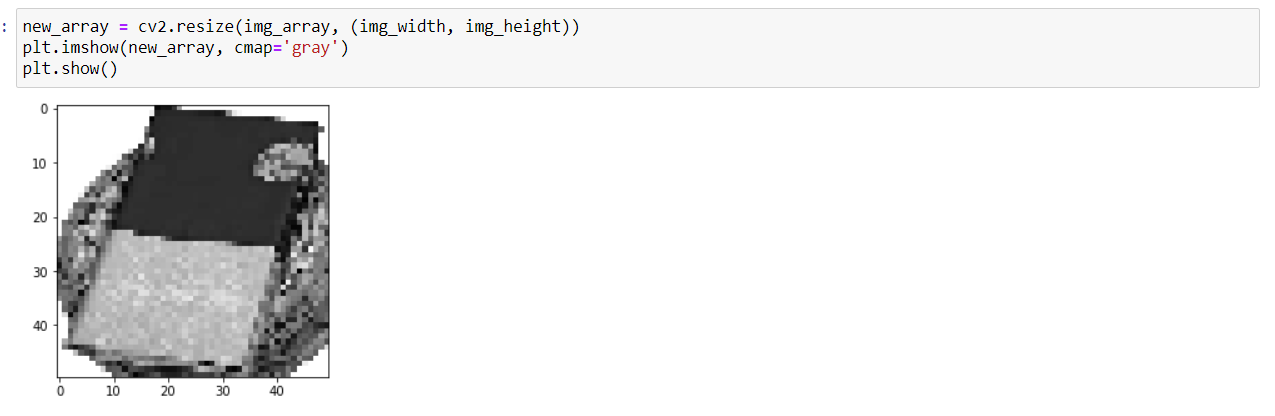 : new_array = cv2.resize(img_array, (img_width, img_height))
plt.imshow(new_array, cmap='gray')
plt.show()
0
10
20
30
40
0 10 20 30 40